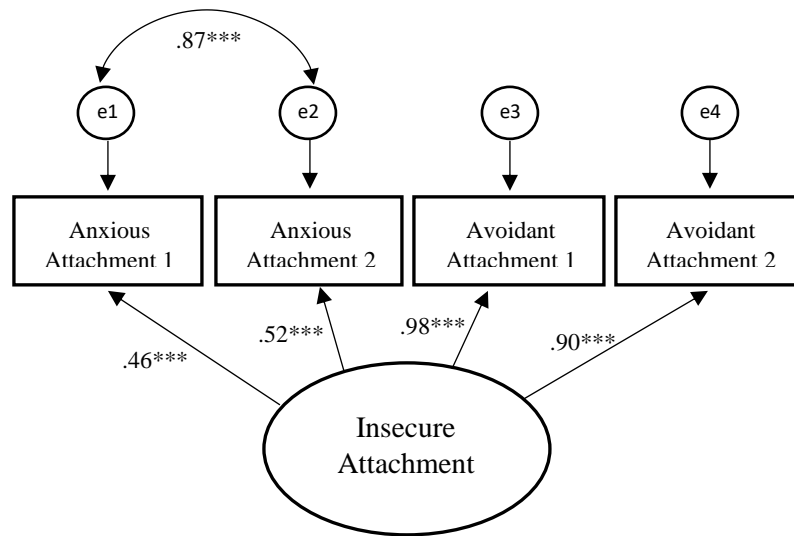 .87***
e1
e2
e3
e4
Anxious
Attachment 1
Anxious
Attachment 2
Avoidant
Attachment 1
Avoidant
Attachment 2
.46***
.52***
.98***
.90***
Insecure
Attachment